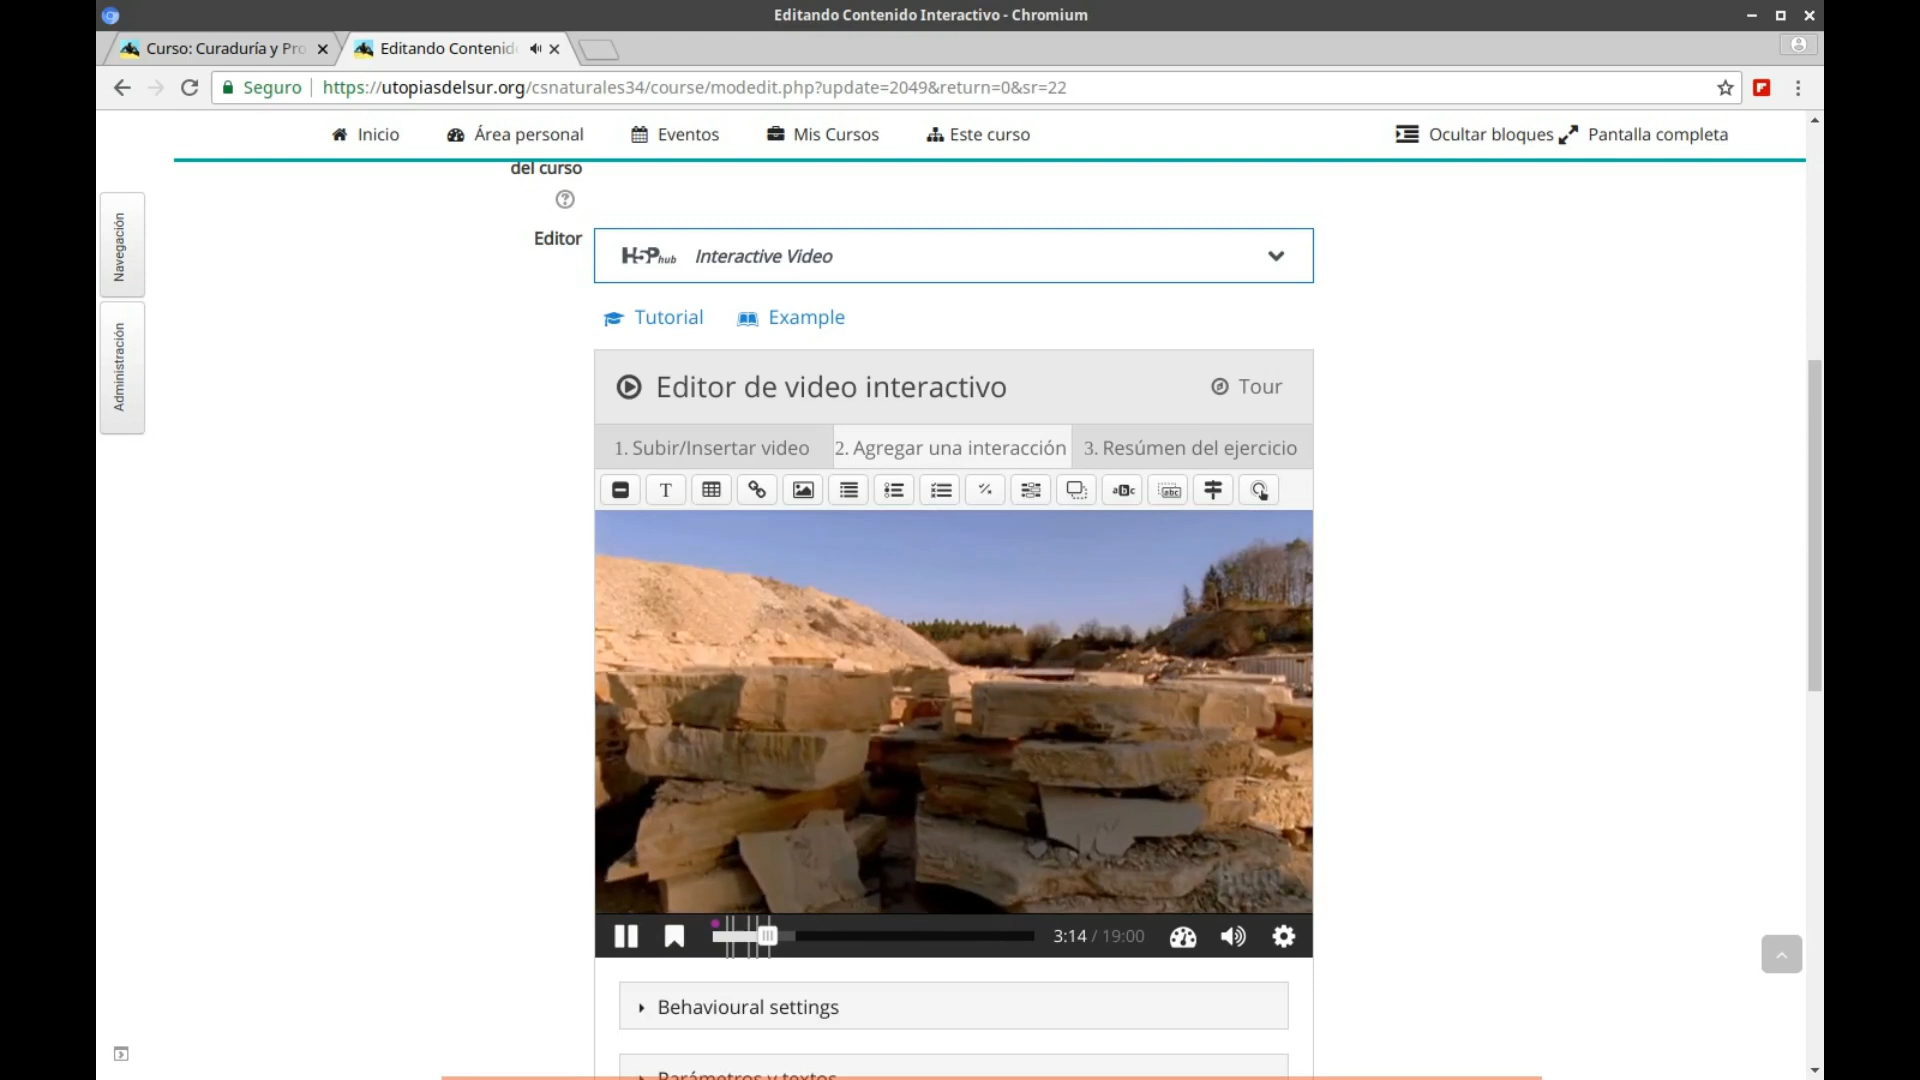 Editando Contenido Interactivo - Chromium
Curso: Curaduría y Pro
Editando Contenid
Seguro
https://utopiasdelsur.org/csnaturales34/course/modedit.php?update=2049&return=0&sr=22
Inicio
Área personal
Eventos
Mis Cursos
Este curso
Ocultar bloques
Pantalla completa
del curso
Navegación
Administración
Editor
H5P hub Interactive Video
Tutorial
Example
Editor de video interactivo
Tour
1. Subir/Insertar video
2. Agregar una interacción
3. Resúmen del ejercicio
T
abc
abc
3:14 / 19:00
Behavioural settings
Parámetros y textos